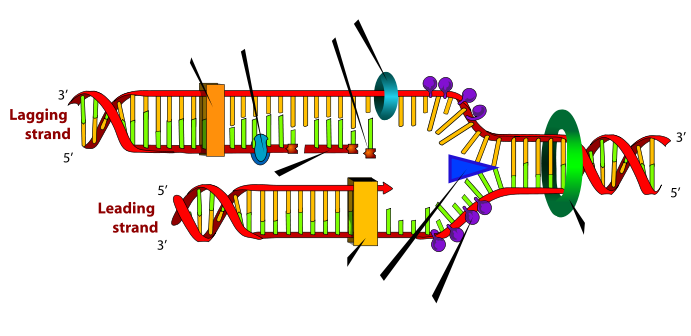 3’
Lagging
strand
5’
3’
5’
5’
Leading
strand
3’